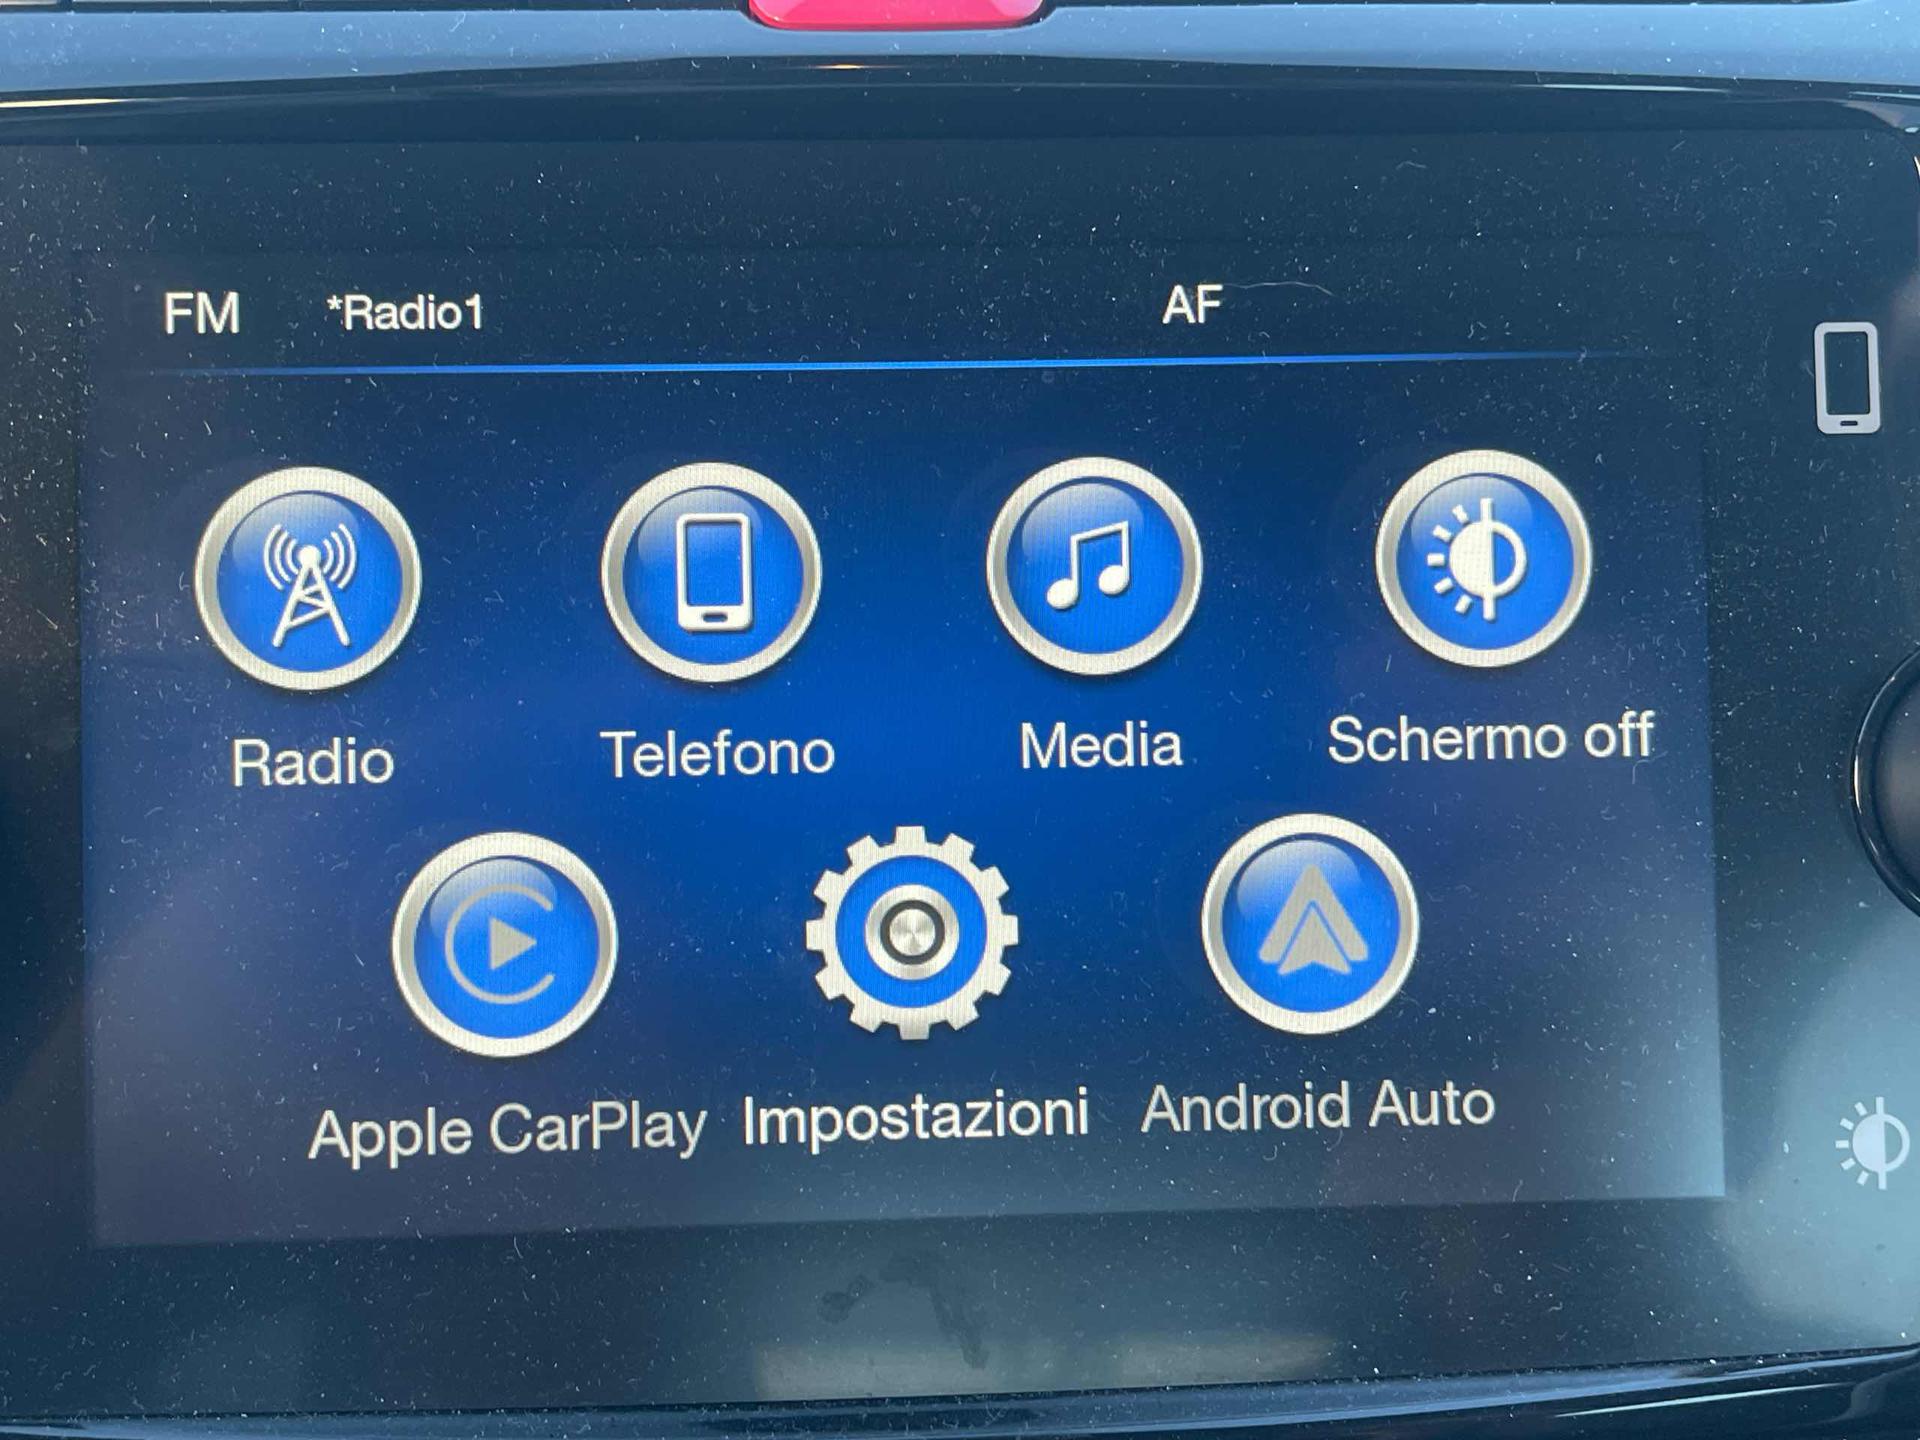 FM *Radio1 AF
Radio Telefono Media Schermo off
Apple CarPlay Impostazioni Android Auto